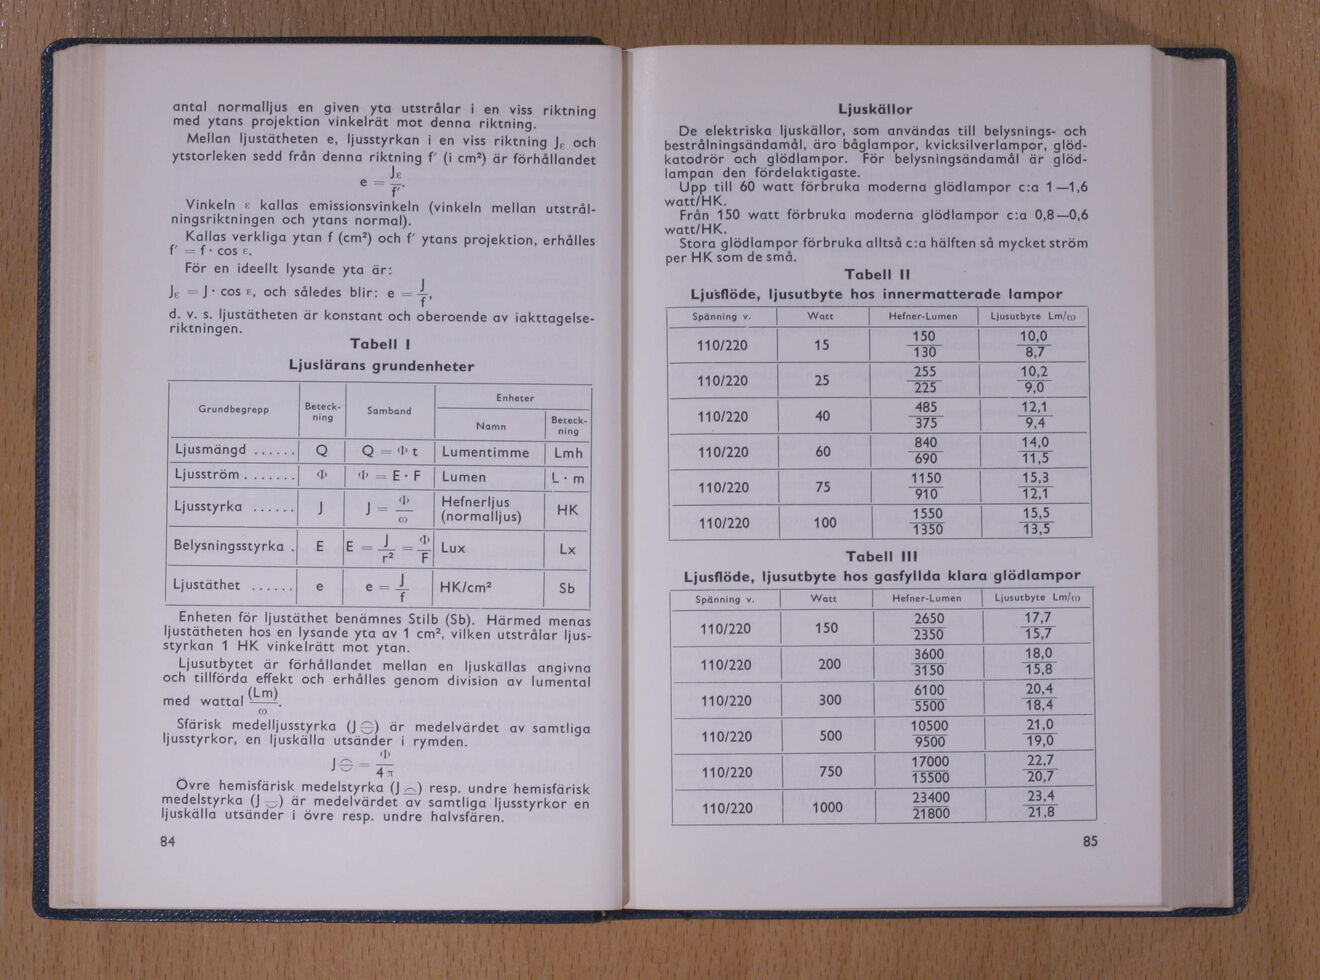 antal normalljus en given yta utstrålar i en viss riktning
med ytans projektion vinkelrät mot denna riktning.
Mellan ljustätheten e, ljusstyrkan i en viss riktning Jε och
ytstorleken sedd från denna riktning f' (i cm²) är förhållandet
e = Jε/f'.
Vinkeln ε kallas emissionsvinkeln (vinkeln mellan utstrål-
ningsriktningen och ytans normal).
Kallas verkliga ytan f (cm²) och f' ytans projektion, erhålles
f' = f · cos ε.
För en ideellt lysande yta är:
Jε = J · cos ε, och således blir: e = J/f,
d. v. s. ljustätheten är konstant och oberoende av iakttagelse-
riktningen.
Tabell I
Ljuslärans grundenheter
Grundbegrepp Beteck-ning Samband Enheter
Namn Beteck-ning
Ljusmängd ...... Q Q = Φ t Lumentimme Lmh
Ljusström ....... Φ Φ = E · F Lumen L · m
Ljusstyrka ...... J J = Φ/ω Hefnerljus (normalljus) HK
Belysningsstyrka . E E = J/r² = Φ/F Lux Lx
Ljustäthet ...... e e = J/f HK/cm² Sb
Enheten för ljustäthet benämnes Stilb (Sb). Härmed menas
ljustätheten hos en lysande yta av 1 cm², vilken utstrålar ljus-
styrkan 1 HK vinkelrätt mot ytan.
Ljusutbytet är förhållandet mellan en ljuskällas angivna
och tillförda effekt och erhålles genom division av lumental
med wattal (Lm)/ω.
Sfärisk medelljusstyrka (J ) är medelvärdet av samtliga
ljusstyrkor, en ljuskälla utsänder i rymden.
J = Φ/4 π
Övre hemisfärisk medelstyrka (J ) resp. undre hemisfärisk
medelstyrka (J ) är medelvärdet av samtliga ljusstyrkor en
ljuskälla utsänder i övre resp. undre halvsfären.
84
Ljuskällor
De elektriska ljuskällor, som användas till belysnings- och
bestrålningsändamål, äro båglampor, kvicksilverlampor, glöd-
katodrör och glödlampor. För belysningsändamål är glöd-
lampan den fördelaktigaste.
Upp till 60 watt förbruka moderna glödlampor c:a 1—1,6
watt/HK.
Från 150 watt förbruka moderna glödlampor c:a 0,8—0,6
watt/HK.
Stora glödlampor förbruka alltså c:a hälften så mycket ström
per HK som de små.
Tabell II
Ljusflöde, ljusutbyte hos innermatterade lampor
Spänning v. Watt Hefner-Lumen Ljusutbyte Lm/ω
110/220 15 150/130 10,0/8,7
110/220 25 255/225 10,2/9,0
110/220 40 485/375 12,1/9,4
110/220 60 840/690 14,0/11,5
110/220 75 1150/910 15,3/12,1
110/220 100 1550/1350 15,5/13,5
Tabell III
Ljusflöde, ljusutbyte hos gasfyllda klara glödlampor
Spänning v. Watt Hefner-Lumen Ljusutbyte Lm/ω
110/220 150 2650/2350 17,7/15,7
110/220 200 3600/3150 18,0/15,8
110/220 300 6100/5500 20,4/18,4
110/220 500 10500/9500 21,0/19,0
110/220 750 17000/15500 22,7/20,7
110/220 1000 23400/21800 23,4/21,8
85